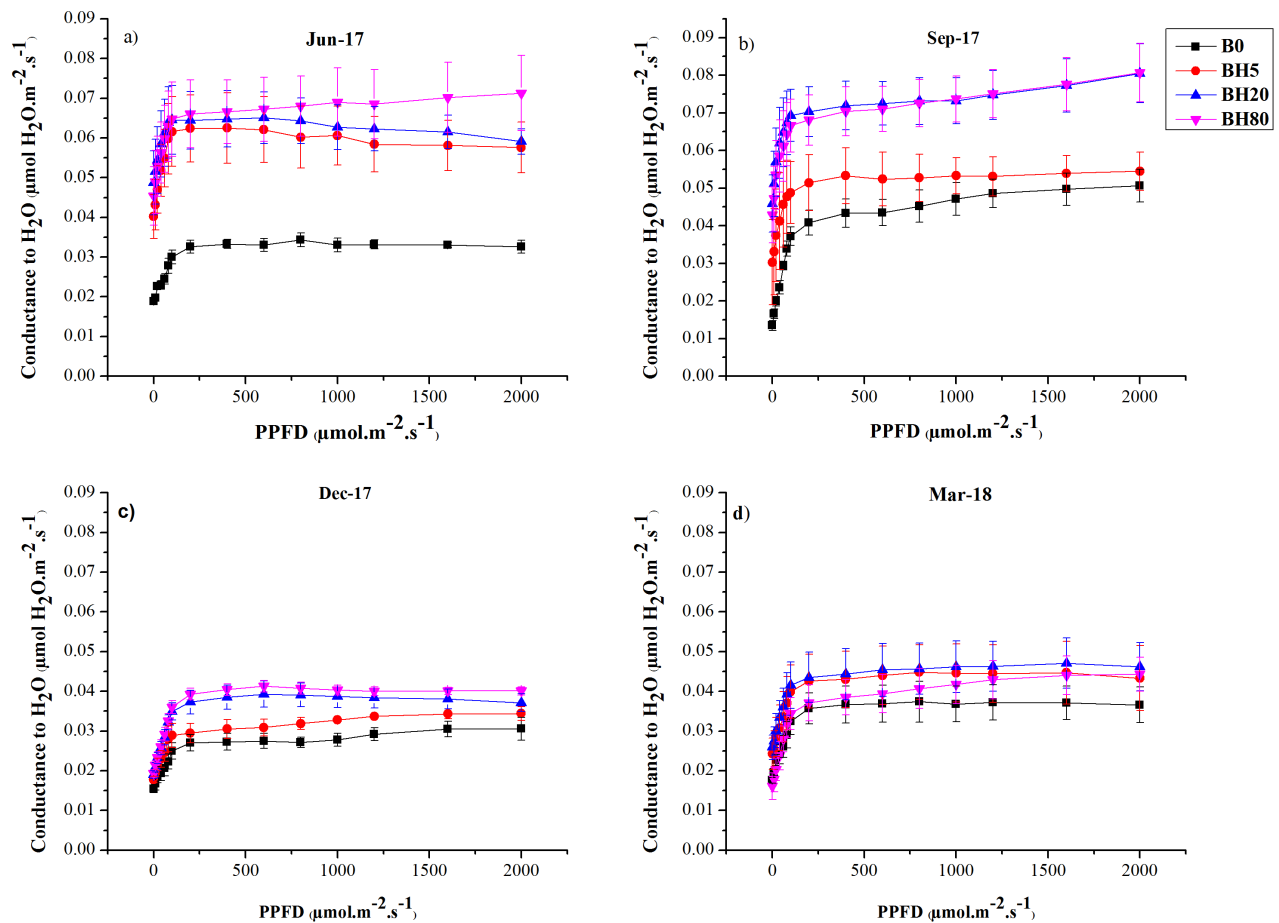 a)
Jun-17
0.09
0.08
0.07
0.06
0.05
0.04
0.03
0.02
0.01
0.00
Conductance to H2O (µmol H2O.m-2.s-1)
0 500 1000 1500 2000
PPFD (µmol.m-2.s-1)
b)
Sep-17
0.09
0.08
0.07
0.06
0.05
0.04
0.03
0.02
0.01
0.00
Conductance to H2O (µmol H2O.m-2.s-1)
0 500 1000 1500 2000
PPFD (µmol.m-2.s-1)
B0
BH5
BH20
BH80
c)
Dec-17
0.09
0.08
0.07
0.06
0.05
0.04
0.03
0.02
0.01
0.00
Conductance to H2O (µmol H2O.m-2.s-1)
0 500 1000 1500 2000
PPFD (µmol.m-2.s-1)
d)
Mar-18
0.09
0.08
0.07
0.06
0.05
0.04
0.03
0.02
0.01
0.00
Conductance to H2O (µmol H2O.m-2.s-1)
0 500 1000 1500 2000
PPFD (µmol.m-2.s-1)